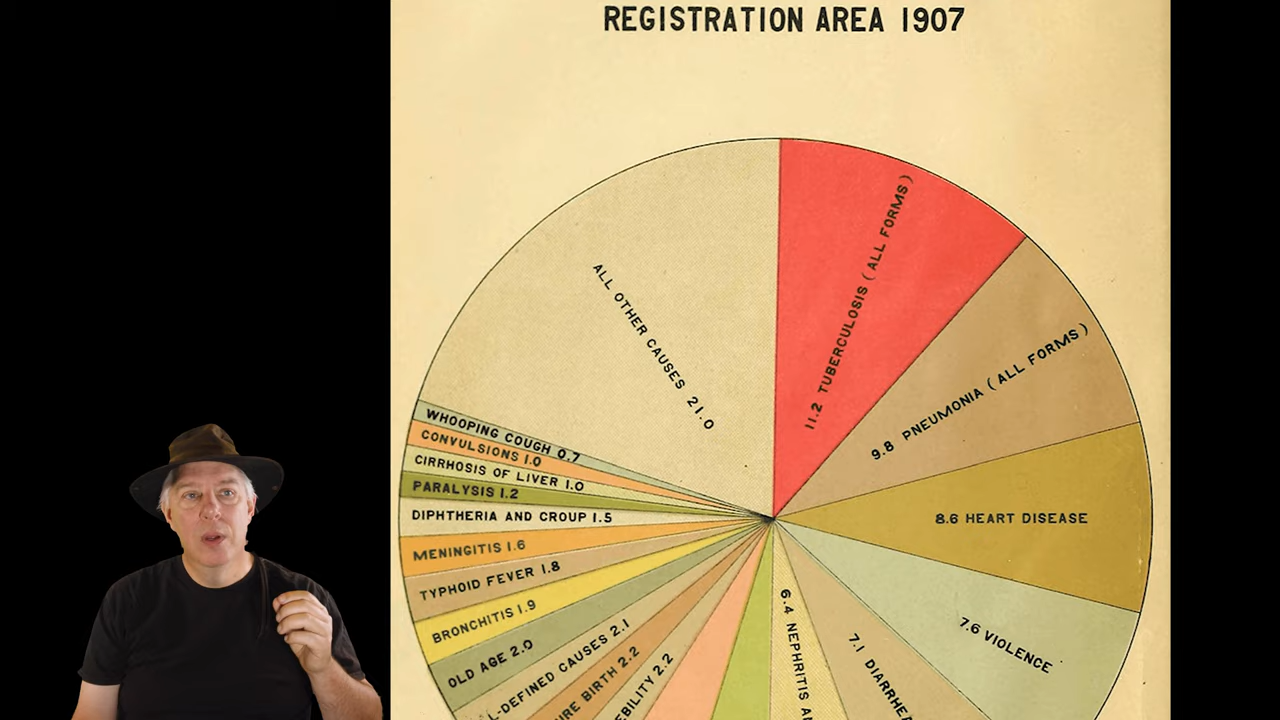 REGISTRATION AREA 1907
11.2 TUBERCULOSIS (ALL FORMS)
9.8 PNEUMONIA (ALL FORMS)
8.6 HEART DISEASE
7.6 VIOLENCE
7.1
6.4 NEPHRITIS
2.2
BIRTH 2.2
CAUSES 2.1
OLD AGE 2.0
BRONCHITIS 1.9
TYPHOID FEVER 1.8
MENINGITIS 1.6
DIPHTHERIA AND CROUP 1.5
PARALYSIS 1.2
CIRRHOSIS OF LIVER 1.0
CONVULSIONS 1.0
WHOOPING COUGH 0.7
ALL OTHER CAUSES 21.0